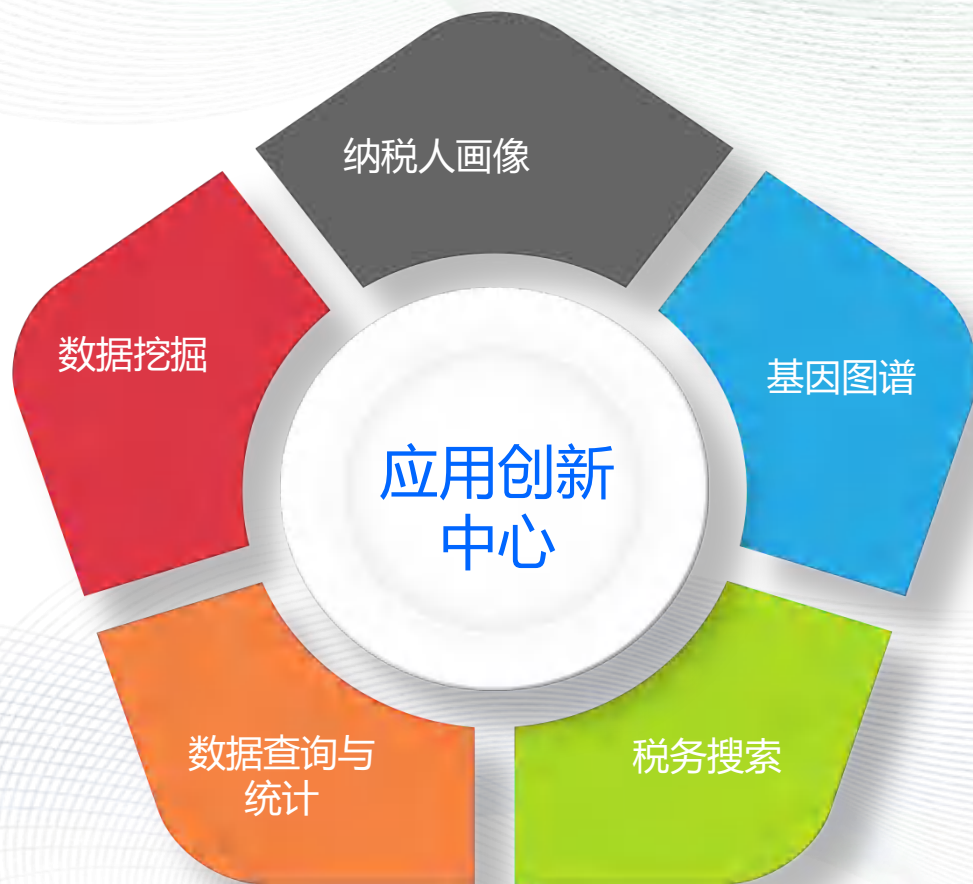 纳税人画像
数据挖掘
基因图谱
应用创新
中心
数据查询与
统计
税务搜索